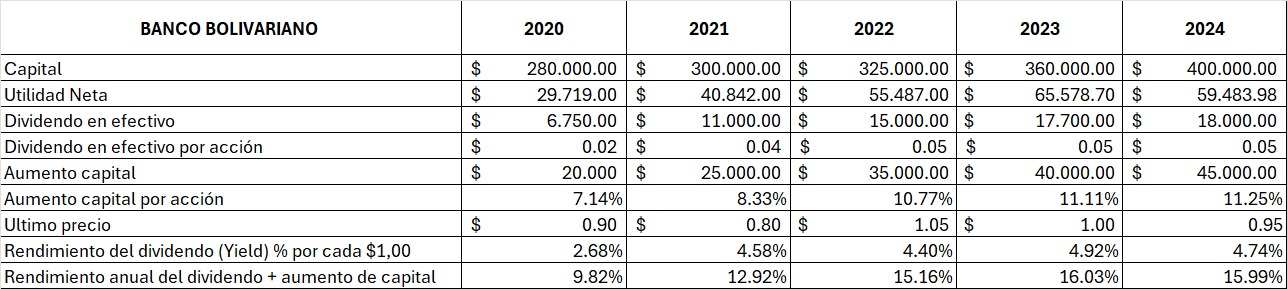 BANCO BOLIVARIANO 2020 2021 2022 2023 2024
Capital $ 280.000.00 $ 300.000.00 $ 325.000.00 $ 360.000.00 $ 400.000.00
Utilidad Neta $ 29.719.00 $ 40.842.00 $ 55.487.00 $ 65.578.70 $ 59.483.98
Dividendo en efectivo $ 6.750.00 $ 11.000.00 $ 15.000.00 $ 17.700.00 $ 18.000.00
Dividendo en efectivo por acción $ 0.02 $ 0.04 $ 0.05 $ 0.05 $ 0.05
Aumento capital $ 20.000 $ 25.000.00 $ 35.000.00 $ 40.000.00 $ 45.000.00
Aumento capital por acción 7.14% 8.33% 10.77% 11.11% 11.25%
Ultimo precio $ 0.90 $ 0.80 $ 1.05 $ 1.00 0.95
Rendimiento del dividendo (Yield) % por cada $1,00 2.68% 4.58% 4.40% 4.92% 4.74%
Rendimiento anual del dividendo + aumento de capital 9.82% 12.92% 15.16% 16.03% 15.99%